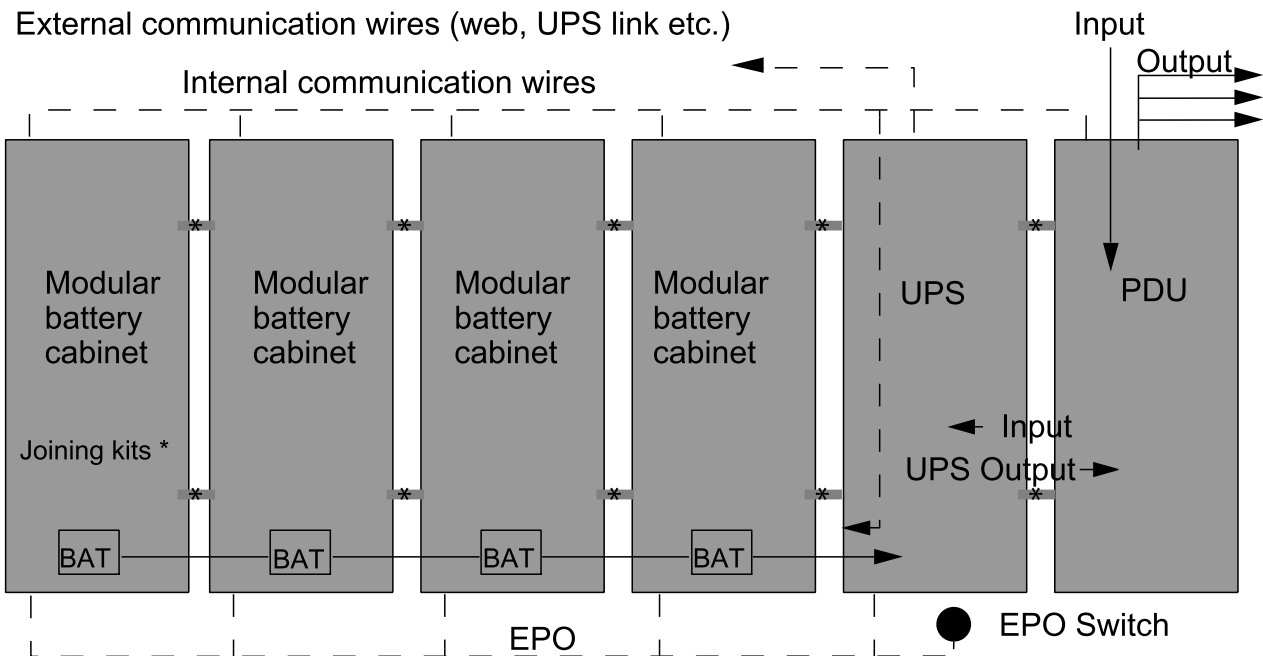 External communication wires (web, UPS link etc.)
Input
Output
Internal communication wires
Modular
battery
cabinet
Modular
battery
cabinet
Modular
battery
cabinet
Modular
battery
cabinet
UPS
PDU
Joining kits *
Input
UPS Output
BAT
BAT
BAT
BAT
EPO
EPO Switch